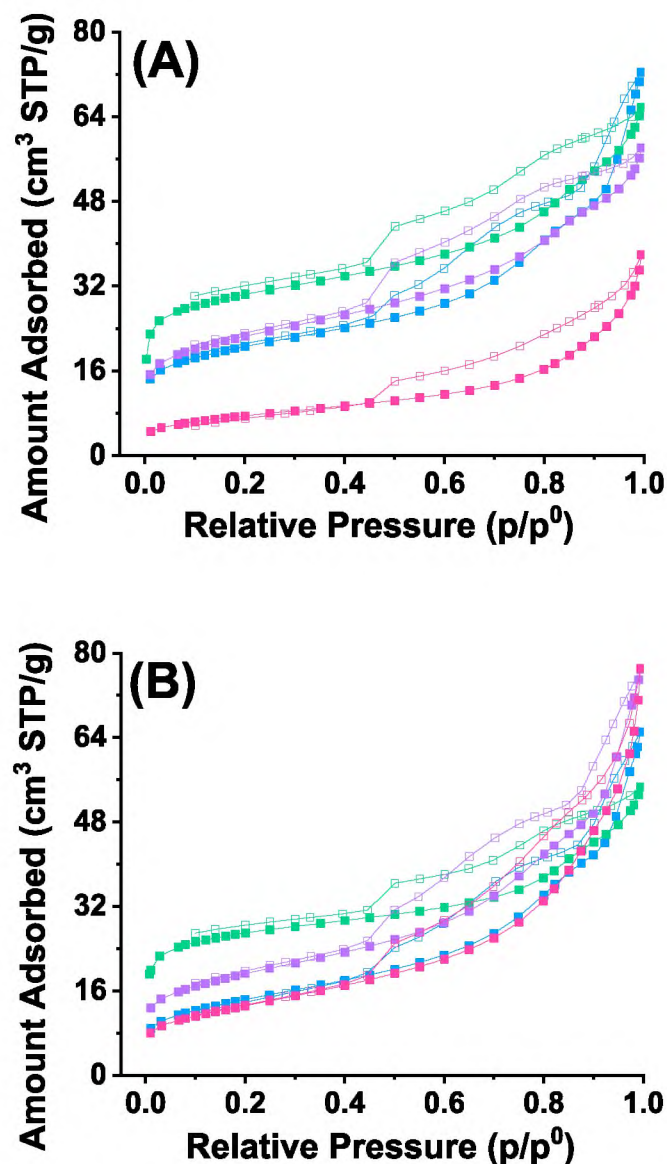 (A)
80
64
48
32
16
0
Amount Adsorbed (cm³ STP/g)
0.0 0.2 0.4 0.6 0.8 1.0
Relative Pressure (p/p⁰)
(B)
80
64
48
32
16
0
Amount Adsorbed (cm³ STP/g)
0.0 0.2 0.4 0.6 0.8 1.0
Relative Pressure (p/p⁰)